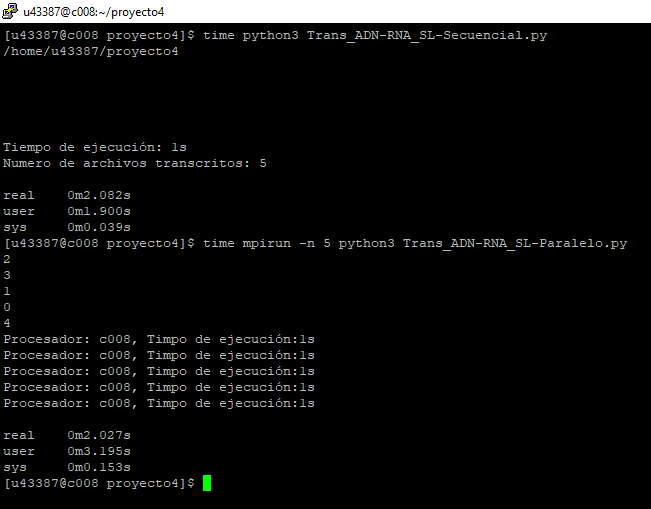 u43387@c008:~/proyecto4
[u43387@c008 proyecto4]$ time python3 Trans_ADN-RNA_SL-Secuencial.py
/home/u43387/proyecto4
Tiempo de ejecución: 1s
Numero de archivos transcritos: 5
real    0m2.082s
user    0m1.900s
sys     0m0.039s
[u43387@c008 proyecto4]$ time mpirun -n 5 python3 Trans_ADN-RNA_SL-Paralelo.py
2
3
1
0
4
Procesador: c008, Timpo de ejecución:1s
Procesador: c008, Timpo de ejecución:1s
Procesador: c008, Timpo de ejecución:1s
Procesador: c008, Timpo de ejecución:1s
Procesador: c008, Timpo de ejecución:1s
real    0m2.027s
user    0m3.195s
sys     0m0.153s
[u43387@c008 proyecto4]$